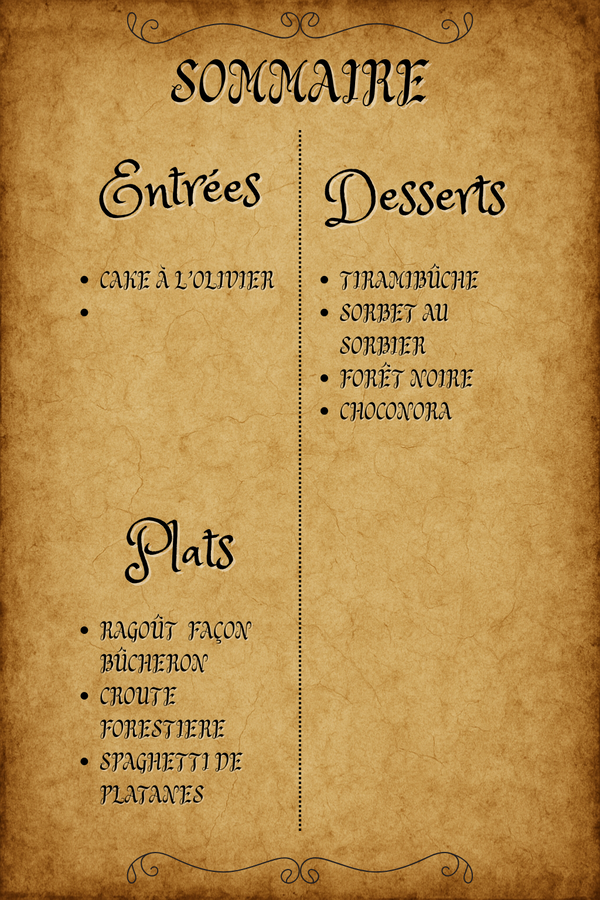 SOMMAIRE
Entrées
• CAKE À L'OLIVIER
•
Plats
• RAGOÛT FAÇON
BÛCHERON
• CROUTE
FORESTIERE
• SPAGHETTI DE
PLATANES
Desserts
• TIRAMIBÛCHE
• SORBET AU
SORBIER
• FORÊT NOIRE
• CHOCONORA